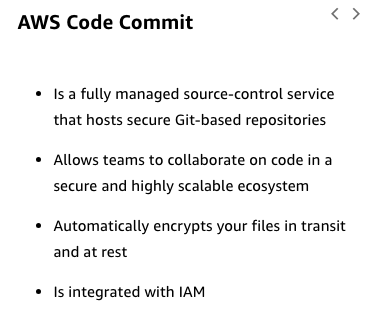 AWS Code Commit
• Is a fully managed source-control service
that hosts secure Git-based repositories
• Allows teams to collaborate on code in a
secure and highly scalable ecosystem
• Automatically encrypts your files in transit
and at rest
• Is integrated with IAM